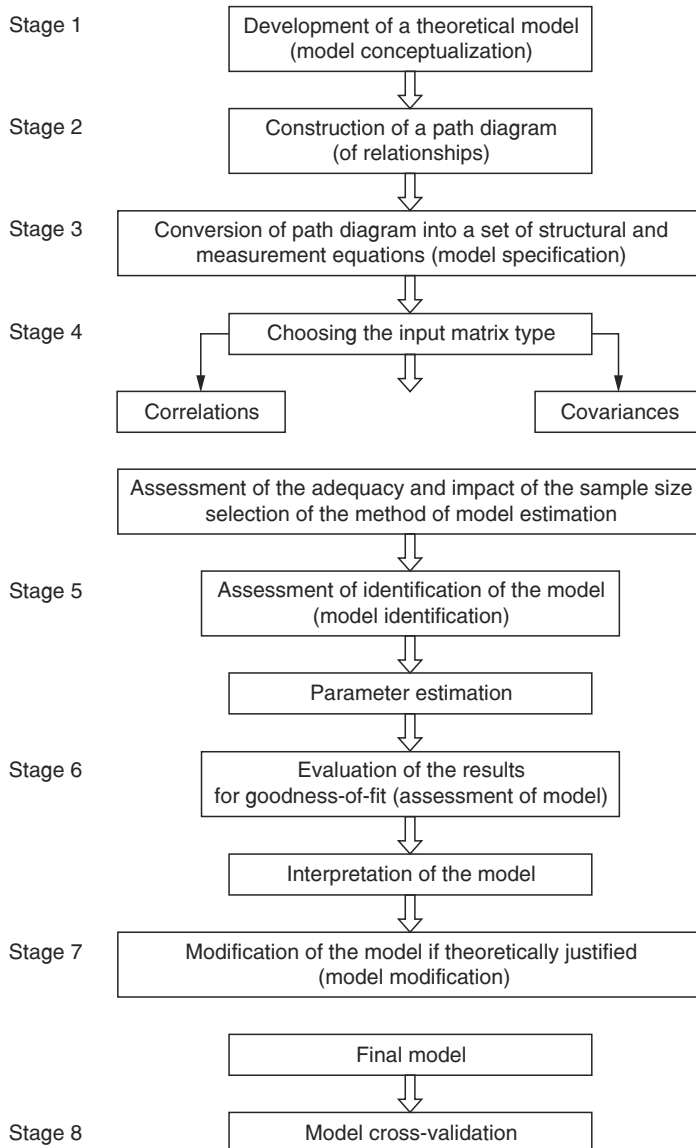 Stage 1
Development of a theoretical model
(model conceptualization)
Stage 2
Construction of a path diagram
(of relationships)
Stage 3
Conversion of path diagram into a set of structural and
measurement equations (model specification)
Stage 4
Choosing the input matrix type
Correlations
Covariances
Assessment of the adequacy and impact of the sample size
selection of the method of model estimation
Stage 5
Assessment of identification of the model
(model identification)
Parameter estimation
Stage 6
Evaluation of the results
for goodness-of-fit (assessment of model)
Interpretation of the model
Stage 7
Modification of the model if theoretically justified
(model modification)
Final model
Stage 8
Model cross-validation